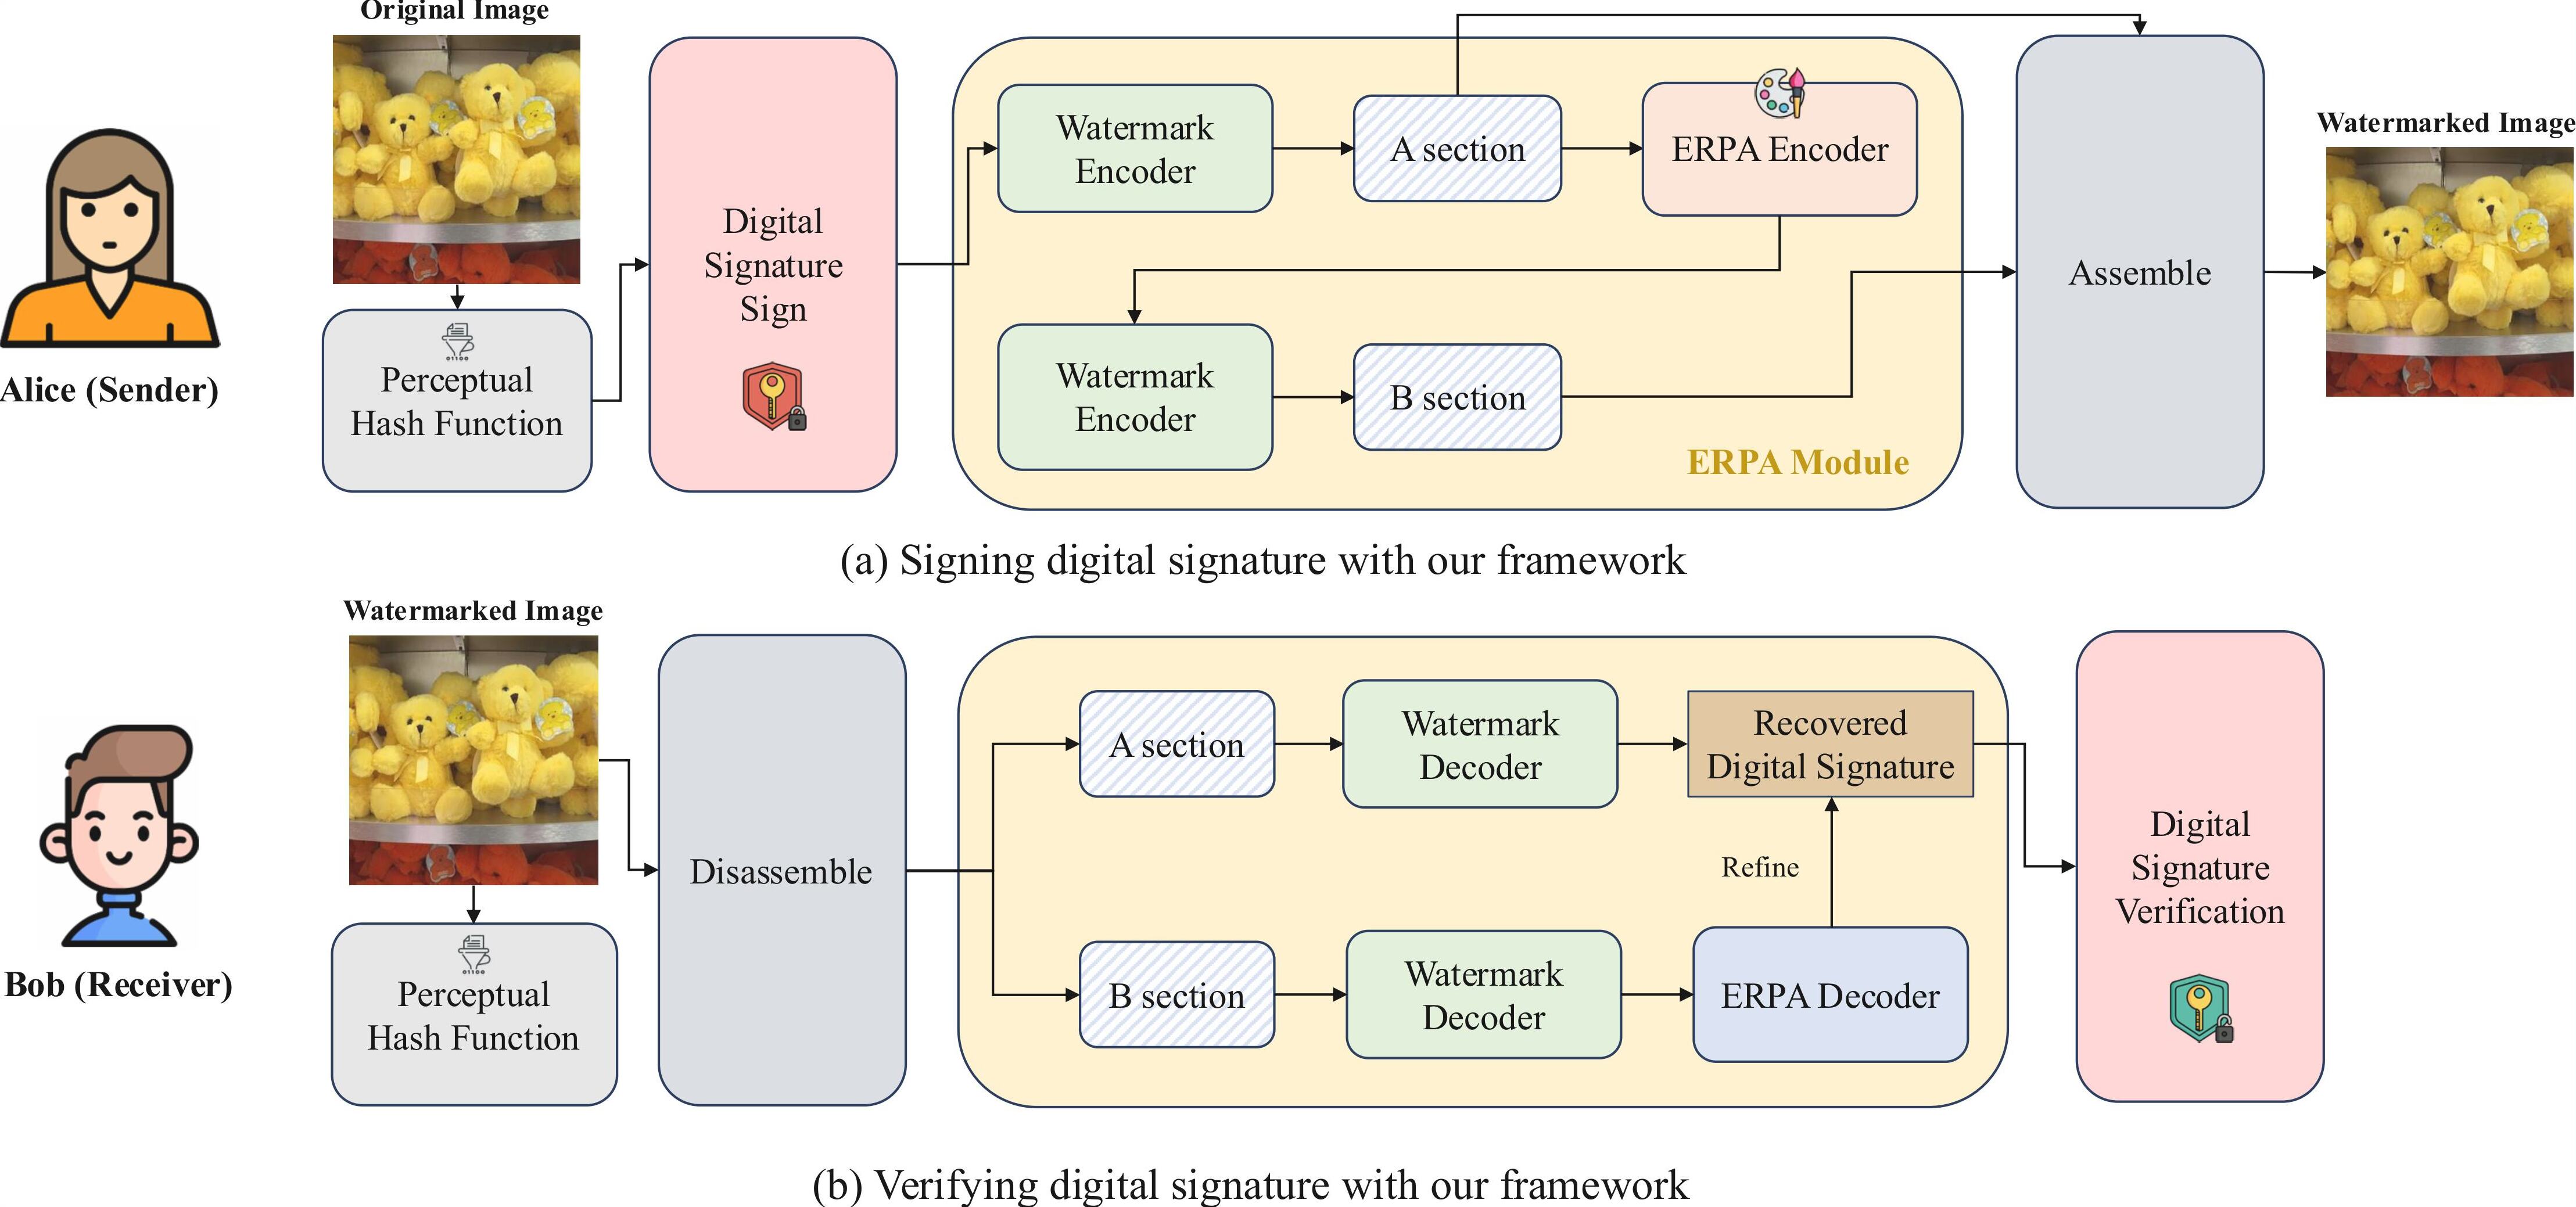 Original Image
Alice (Sender)
Perceptual
Hash Function
Digital
Signature
Sign
Watermark
Encoder
A section
ERPA Encoder
Watermark
Encoder
B section
ERPA Module
Assemble
Watermarked Image
(a) Signing digital signature with our framework
Watermarked Image
Bob (Receiver)
Perceptual
Hash Function
Disassemble
A section
Watermark
Decoder
Recovered
Digital Signature
Refine
B section
Watermark
Decoder
ERPA Decoder
Digital
Signature
Verification
(b) Verifying digital signature with our framework